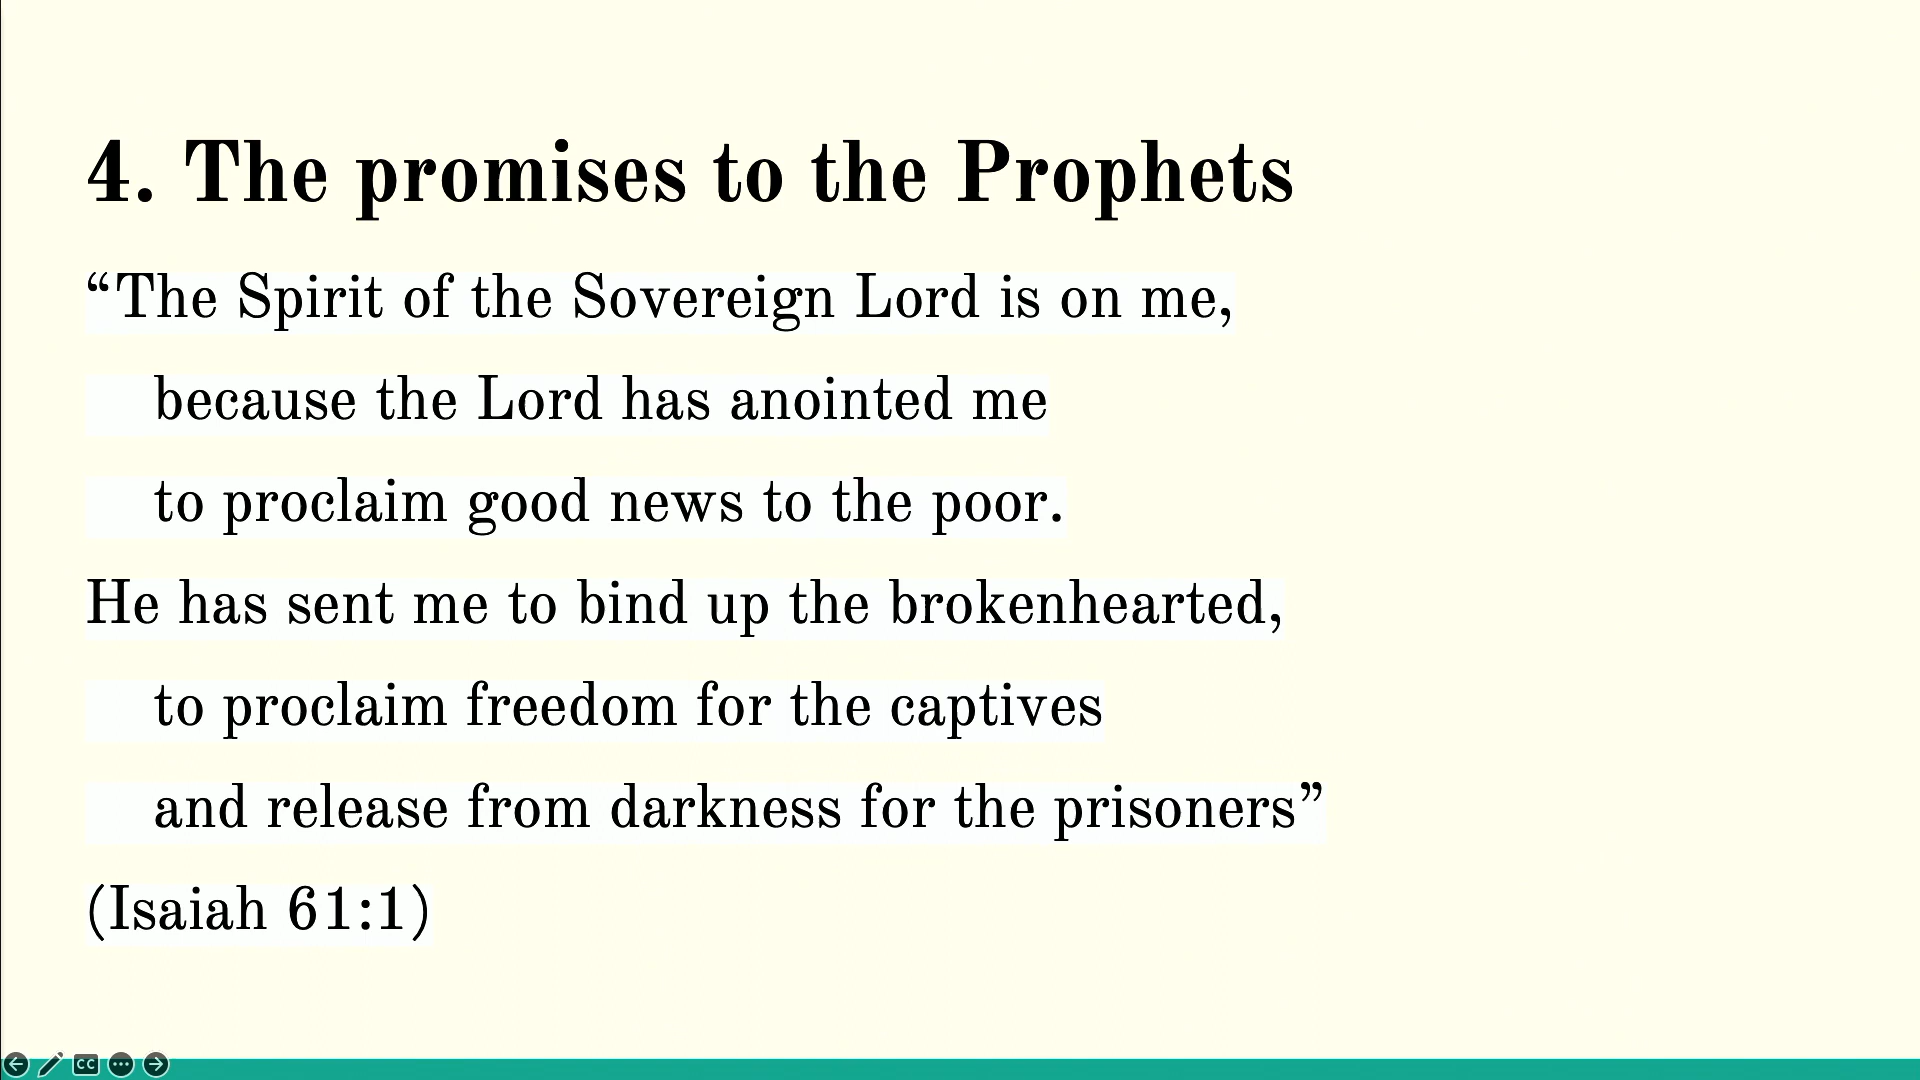 4. The promises to the Prophets
“The Spirit of the Sovereign Lord is on me,
because the Lord has anointed me
to proclaim good news to the poor.
He has sent me to bind up the brokenhearted,
to proclaim freedom for the captives
and release from darkness for the prisoners”
(Isaiah 61:1)
CC